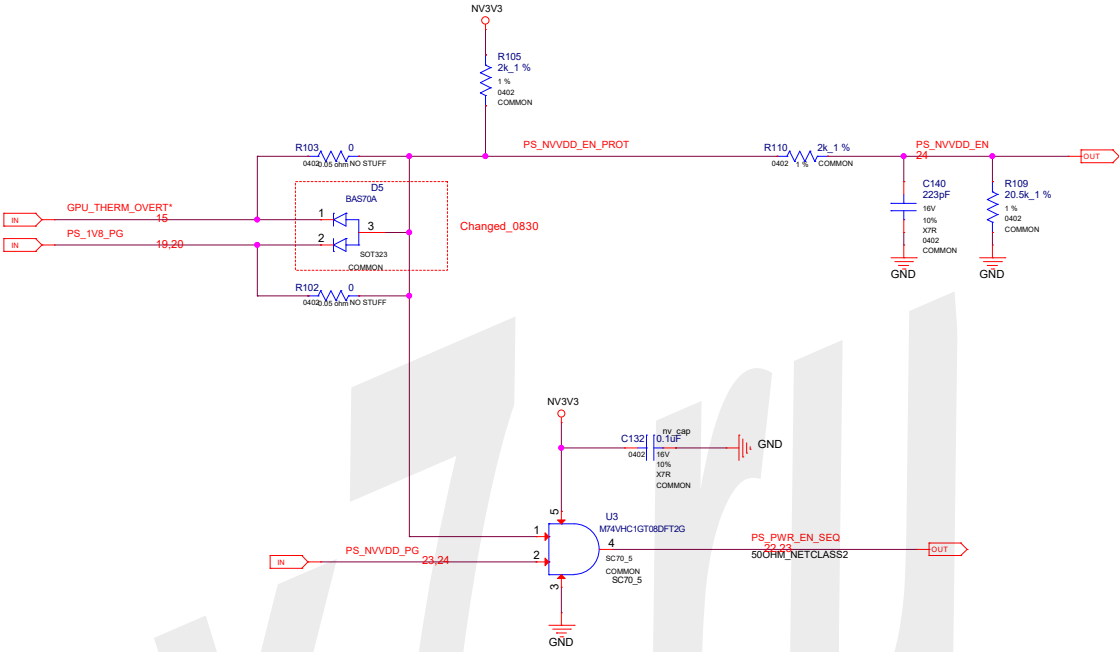 NV3V3
R105
2k_1 %
1 %
0402
COMMON
R103
0
0402
0.05 ohm
NO STUFF
PS_NVVDD_EN_PROT
R110
2k_1 %
0402
1 %
COMMON
PS_NVVDD_EN
24
OUT
D5
BAS70A
C140
223pF
16V
10%
X7R
0402
COMMON
R109
20.5k_1 %
1 %
0402
COMMON
GPU_THERM_OVERT*
15
IN
1
3
Changed_0830
PS_1V8_PG
19,20
IN
2
SOT323
COMMON
GND
GND
R102
0
0402
0.05 ohm
NO STUFF
NV3V3
nv_cap
C132
0.1uF
0402
16V
10%
X7R
COMMON
GND
5
U3
M74VHC1GT08DFT2G
1
4
PS_PWR_EN_SEQ
22,23
50OHM_NETCLASS2
OUT
PS_NVVDD_PG
23,24
IN
2
SC70_5
COMMON
SC70_5
3
GND